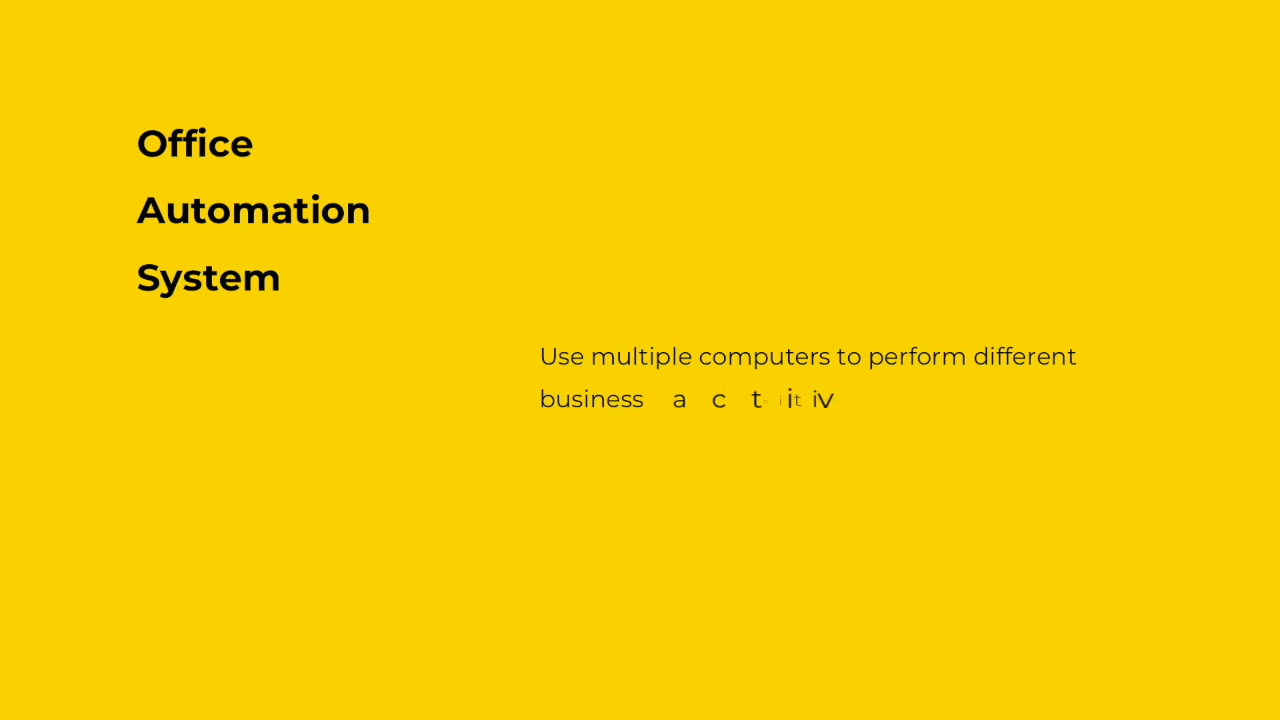 Office
Automation
System
Use multiple computers to perform different
business